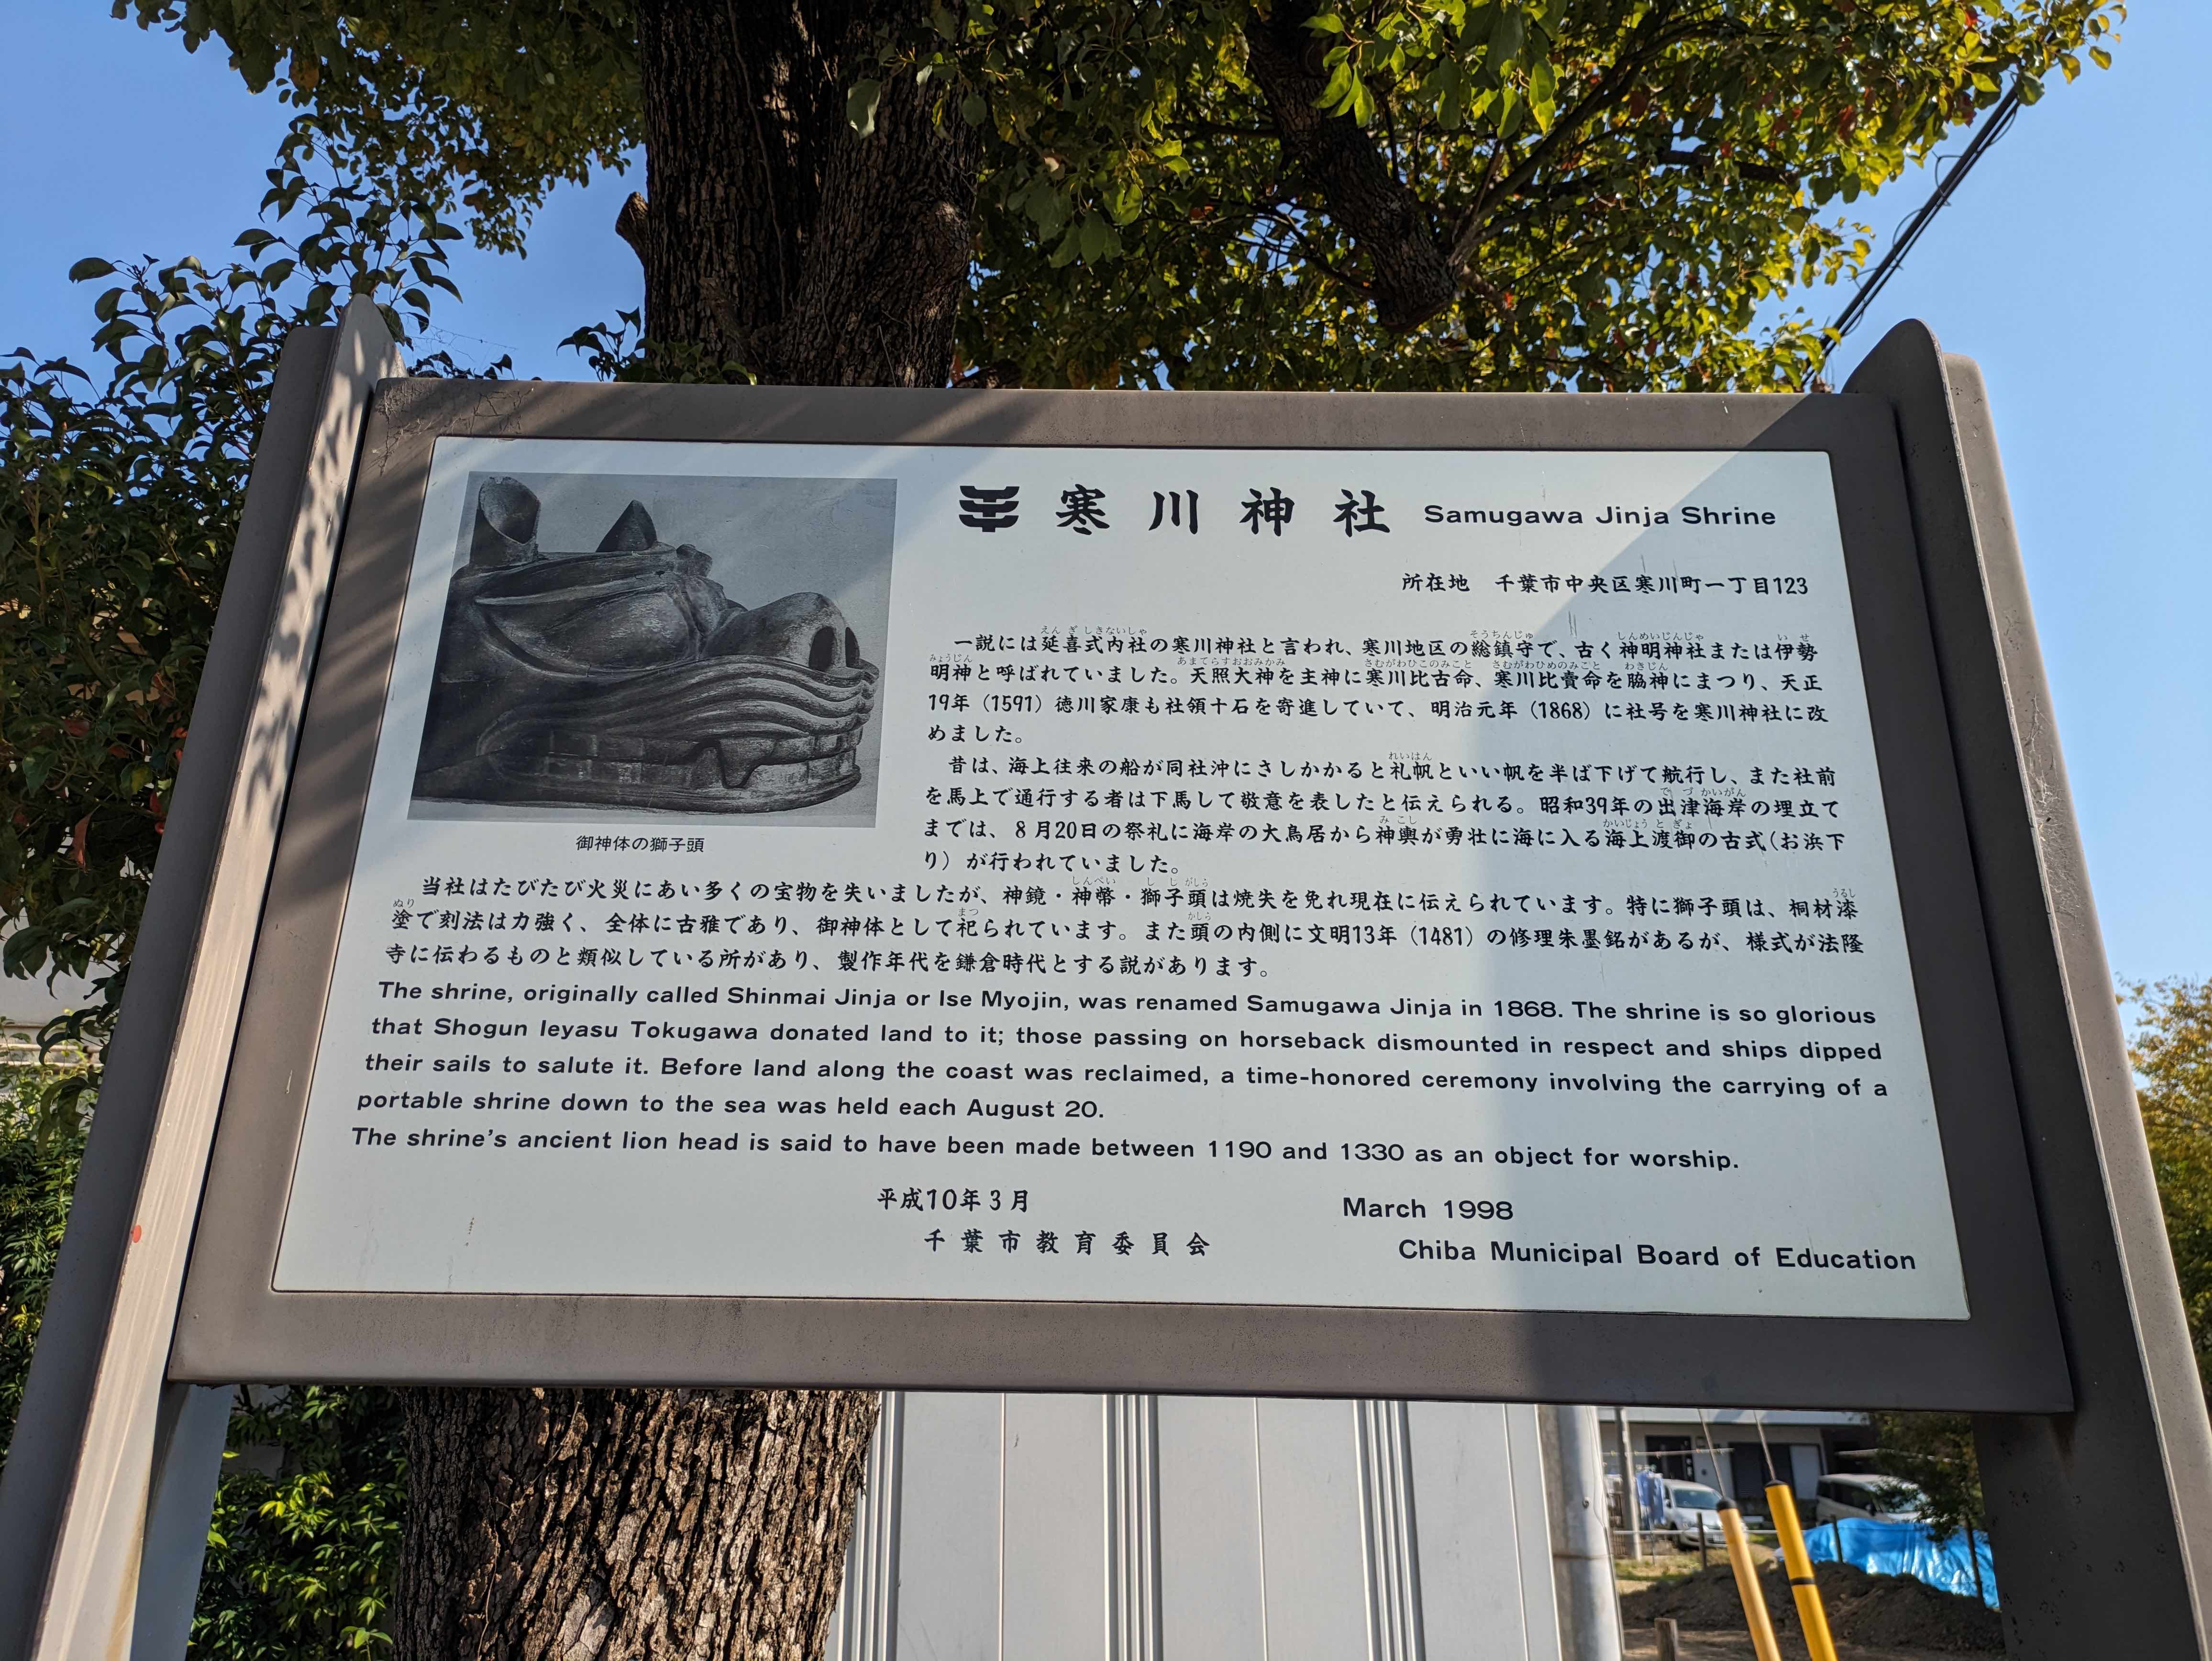 寒川神社 Samugawa Jinja Shrine
所在地 千葉市中央区寒川町一丁目123
一説には延喜式内社の寒川神社と言われ、寒川地区の総鎮守で、古く神明神社または伊勢
明神と呼ばれていました。天照大神を主神に寒川比古命、寒川比賣命を脇神にまつり、天正
19年（1591）徳川家康も社領十石を寄進していて、明治元年（1868）に社号を寒川神社に改
めました。
昔は、海上往来の船が同社沖にさしかかると礼帆といい帆を半ば下げて航行し、また社前
を馬上で通行する者は下馬して敬意を表したと伝えられる。昭和39年の出津海岸の埋立て
までは、8月20日の祭礼に海岸の大鳥居から神輿が勇壮に海に入る海上渡御の古式（お浜下
り）が行われていました。
御神体の獅子頭
当社はたびたび火災にあい多くの宝物を失いましたが、神鏡・神幣・獅子頭は焼失を免れ現在に伝えられています。特に獅子頭は、桐材漆
塗で刻法は力強く、全体に古雅であり、御神体として祀られています。また頭の内側に文明13年（1481）の修理朱墨銘があるが、様式が法隆
寺に伝わるものと類似している所があり、製作年代を鎌倉時代とする説があります。
The shrine, originally called Shinmai Jinja or Ise Myojin, was renamed Samugawa Jinja in 1868. The shrine is so glorious
that Shogun Ieyasu Tokugawa donated land to it; those passing on horseback dismounted in respect and ships dipped
their sails to salute it. Before land along the coast was reclaimed, a time-honored ceremony involving the carrying of a
portable shrine down to the sea was held each August 20.
The shrine's ancient lion head is said to have been made between 1190 and 1330 as an object for worship.
平成10年3月 March 1998
千葉市教育委員会 Chiba Municipal Board of Education